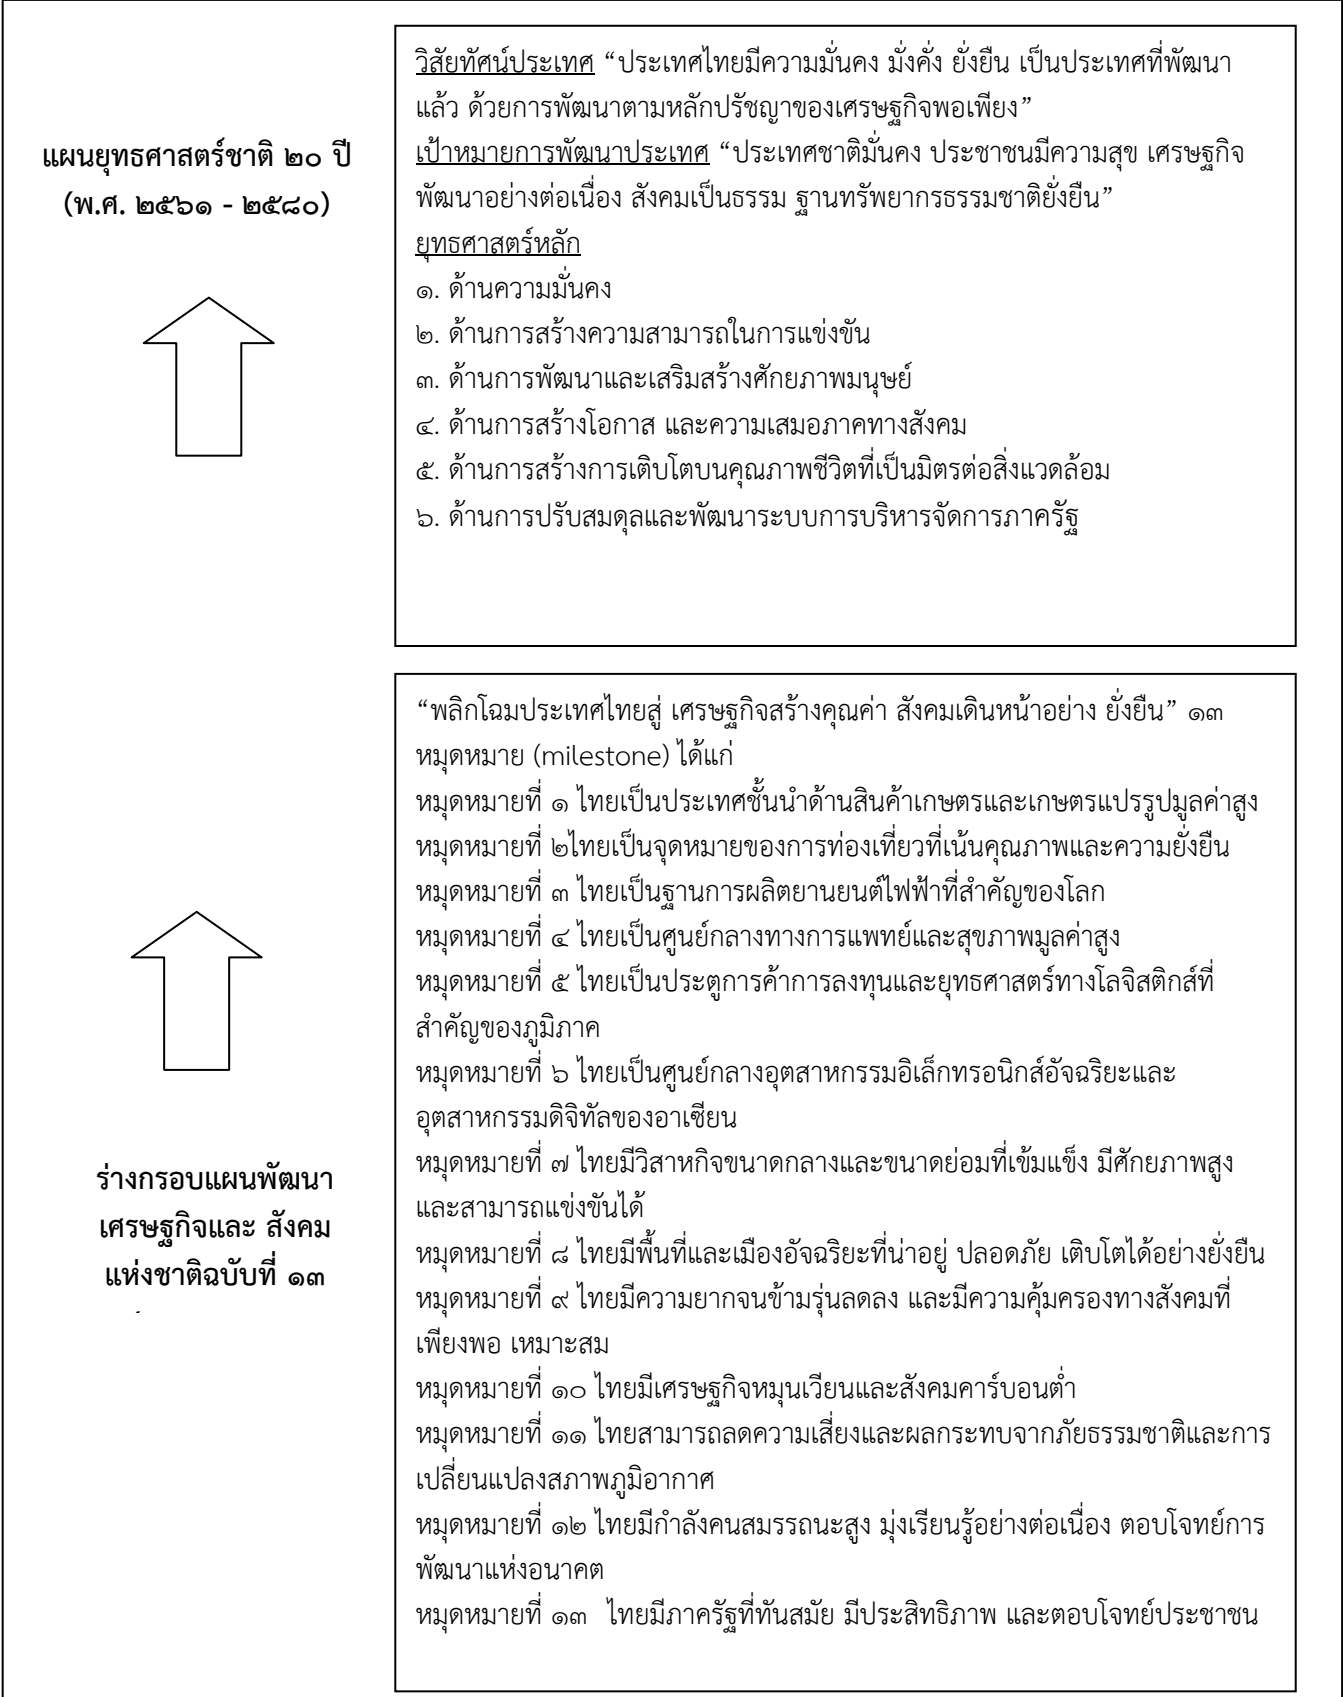 แผนยุทธศาสตร์ชาติ ๒๐ ปี
(พ.ศ. ๒๕๖๑ - ๒๕๘๐)
วิสัยทัศน์ประเทศ “ประเทศไทยมีความมั่นคง มั่งคั่ง ยั่งยืน เป็นประเทศที่พัฒนา
แล้ว ด้วยการพัฒนาตามหลักปรัชญาของเศรษฐกิจพอเพียง”
เป้าหมายการพัฒนาประเทศ “ประเทศชาติมั่นคง ประชาชนมีความสุข เศรษฐกิจ
พัฒนาอย่างต่อเนื่อง สังคมเป็นธรรม ฐานทรัพยากรธรรมชาติยั่งยืน”
ยุทธศาสตร์หลัก
๑. ด้านความมั่นคง
๒. ด้านการสร้างความสามารถในการแข่งขัน
๓. ด้านการพัฒนาและเสริมสร้างศักยภาพมนุษย์
๔. ด้านการสร้างโอกาส และความเสมอภาคทางสังคม
๕. ด้านการสร้างการเติบโตบนคุณภาพชีวิตที่เป็นมิตรต่อสิ่งแวดล้อม
๖. ด้านการปรับสมดุลและพัฒนาระบบการบริหารจัดการภาครัฐ
ร่างกรอบแผนพัฒนา
เศรษฐกิจและ สังคม
แห่งชาติฉบับที่ ๑๓
“พลิกโฉมประเทศไทยสู่ เศรษฐกิจสร้างคุณค่า สังคมเดินหน้าอย่าง ยั่งยืน” ๑๓
หมุดหมาย (milestone) ได้แก่
หมุดหมายที่ ๑ ไทยเป็นประเทศชั้นนำด้านสินค้าเกษตรและเกษตรแปรรูปมูลค่าสูง
หมุดหมายที่ ๒ไทยเป็นจุดหมายของการท่องเที่ยวที่เน้นคุณภาพและความยั่งยืน
หมุดหมายที่ ๓ ไทยเป็นฐานการผลิตยานยนต์ไฟฟ้าที่สำคัญของโลก
หมุดหมายที่ ๔ ไทยเป็นศูนย์กลางทางการแพทย์และสุขภาพมูลค่าสูง
หมุดหมายที่ ๕ ไทยเป็นประตูการค้าการลงทุนและยุทธศาสตร์ทางโลจิสติกส์ที่
สำคัญของภูมิภาค
หมุดหมายที่ ๖ ไทยเป็นศูนย์กลางอุตสาหกรรมอิเล็กทรอนิกส์อัจฉริยะและ
อุตสาหกรรมดิจิทัลของอาเซียน
หมุดหมายที่ ๗ ไทยมีวิสาหกิจขนาดกลางและขนาดย่อมที่เข้มแข็ง มีศักยภาพสูง
และสามารถแข่งขันได้
หมุดหมายที่ ๘ ไทยมีพื้นที่และเมืองอัจฉริยะที่น่าอยู่ ปลอดภัย เติบโตได้อย่างยั่งยืน
หมุดหมายที่ ๙ ไทยมีความยากจนข้ามรุ่นลดลง และมีความคุ้มครองทางสังคมที่
เพียงพอ เหมาะสม
หมุดหมายที่ ๑๐ ไทยมีเศรษฐกิจหมุนเวียนและสังคมคาร์บอนต่ำ
หมุดหมายที่ ๑๑ ไทยสามารถลดความเสี่ยงและผลกระทบจากภัยธรรมชาติและการ
เปลี่ยนแปลงสภาพภูมิอากาศ
หมุดหมายที่ ๑๒ ไทยมีกำลังคนสมรรถนะสูง มุ่งเรียนรู้อย่างต่อเนื่อง ตอบโจทย์การ
พัฒนาแห่งอนาคต
หมุดหมายที่ ๑๓ ไทยมีภาครัฐที่ทันสมัย มีประสิทธิภาพ และตอบโจทย์ประชาชน